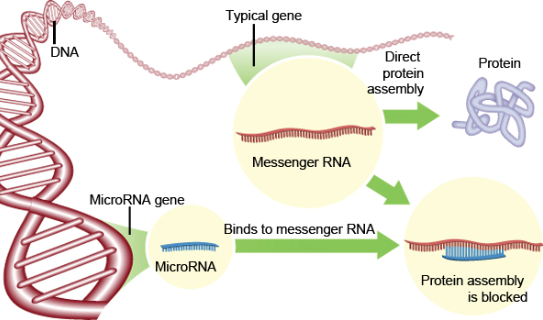 Typical gene
DNA
Direct
protein
assembly
Protein
Messenger RNA
MicroRNA gene
Binds to messenger RNA
MicroRNA
Protein assembly
is blocked